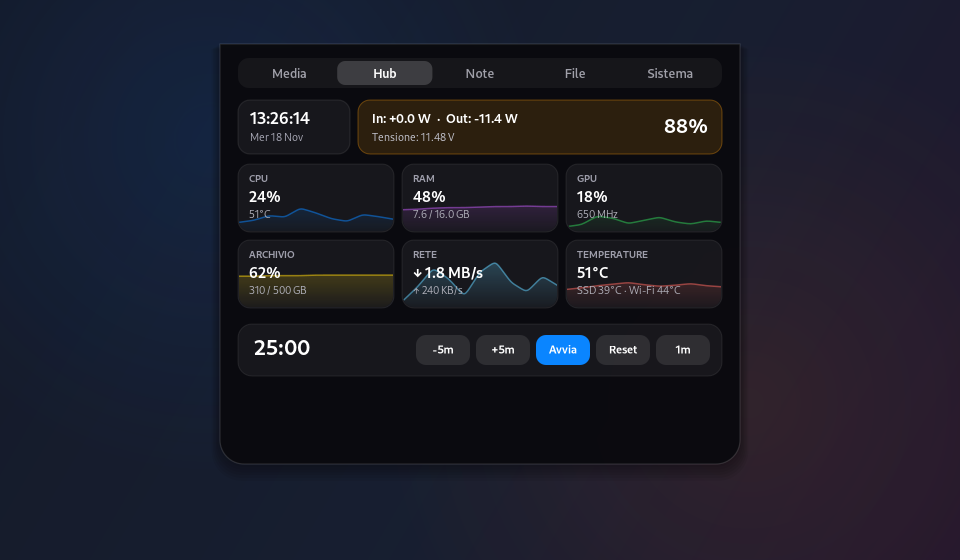 Media Hub Note File Sistema
13:26:14
Mer 18 Nov
In: +0.0 W · Out: -11.4 W
Tensione: 11.48 V
88%
CPU
24%
51°C
RAM
48%
7.6 / 16.0 GB
GPU
18%
650 MHz
ARCHIVIO
62%
310 / 500 GB
RETE
↓ 1.8 MB/s
↑ 240 KB/s
TEMPERATURE
51°C
SSD 39°C · Wi-Fi 44°C
25:00
-5m +5m Avvia Reset 1m